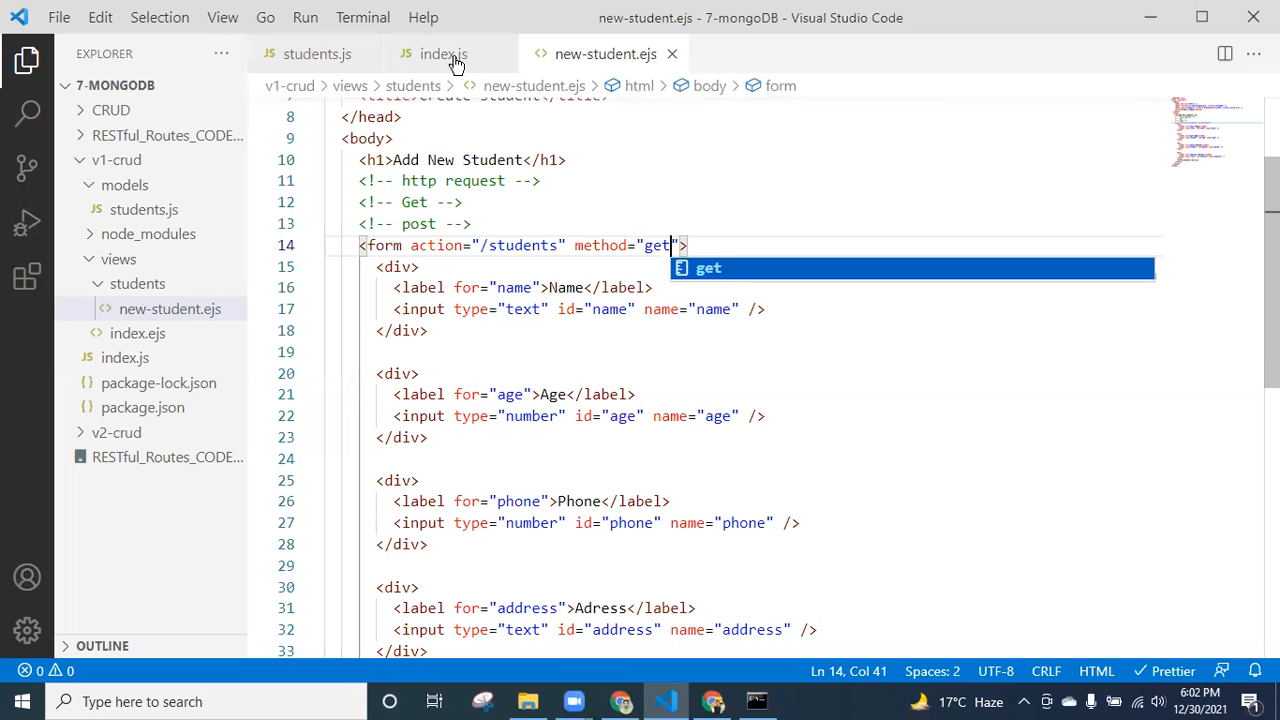 File Edit Selection View Go Run Terminal Help new-student.ejs - 7-mongoDB - Visual Studio Code
EXPLORER
7-MONGODB
CRUD
RESTful_Routes_CODE...
v1-crud
models
students.js
node_modules
views
students
new-student.ejs
index.ejs
index.js
package-lock.json
package.json
v2-crud
RESTful_Routes_CODE...
OUTLINE
students.js index.js new-student.ejs
v1-crud > views > students > new-student.ejs > html > body > form
<title>Create Student</title>
8 </head>
9 <body>
10 <h1>Add New Student</h1>
11 <!-- http request -->
12 <!-- Get -->
13 <!-- post -->
14 <form action="/students" method="get">
get
15 <div>
16 <label for="name">Name</label>
17 <input type="text" id="name" name="name" />
18 </div>
19
20 <div>
21 <label for="age">Age</label>
22 <input type="number" id="age" name="age" />
23 </div>
24
25 <div>
26 <label for="phone">Phone</label>
27 <input type="number" id="phone" name="phone" />
28 </div>
29
30 <div>
31 <label for="address">Adress</label>
32 <input type="text" id="address" name="address" />
33 </div>
0 0 Ln 14, Col 41 Spaces: 2 UTF-8 CRLF HTML Prettier
Type here to search 17°C Haze 6:02 PM
12/30/2021 1